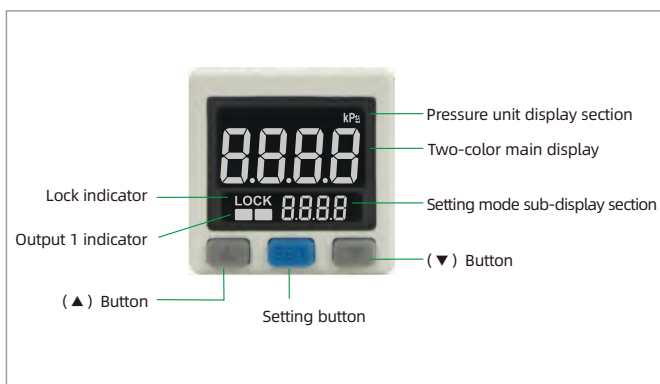 kPa
Pressure unit display section
8.8.8.8
Two-color main display
Lock indicator
LOCK
8.8.8.8
Setting mode sub-display section
Output 1 indicator
(▲) Button
SET
(▼) Button
Setting button